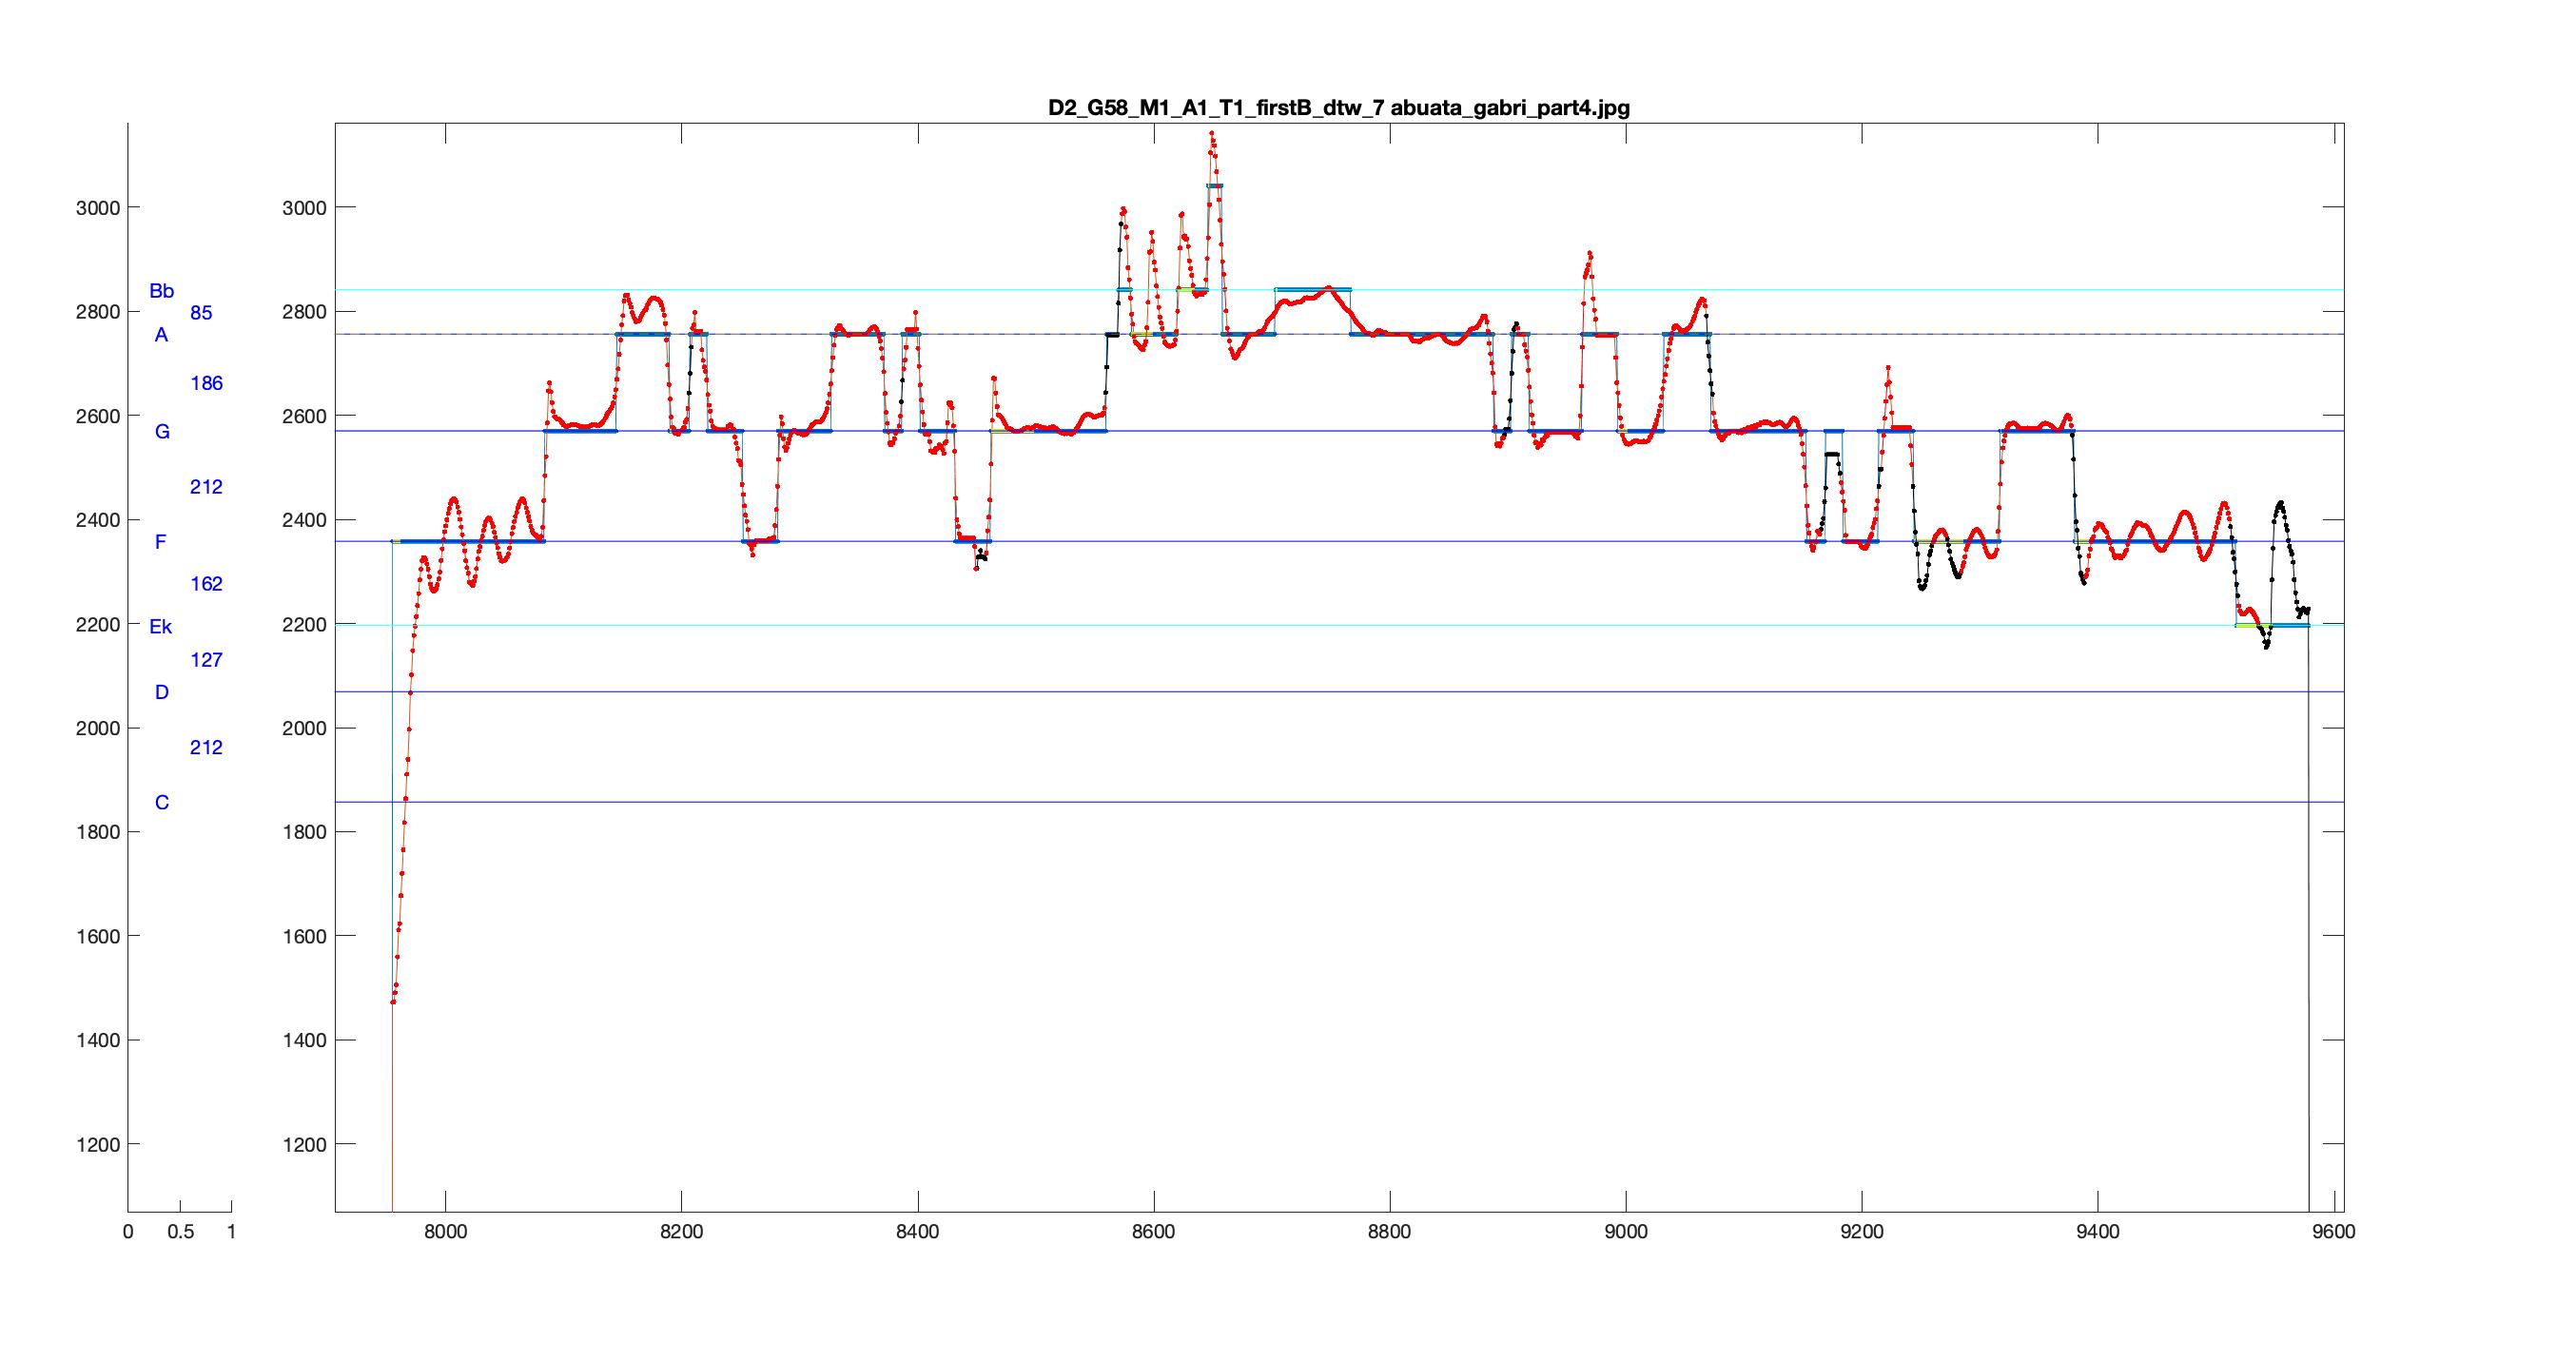 D2_G58_M1_A1_T1_firstB_dtw_7 abuata_gabri_part4.jpg
3000 3000
Bb
2800 85 2800
A
186
2600 2600
G
212
2400 2400
F
162
2200 Ek 2200
127
D
2000 2000
212
C
1800 1800
1600 1600
1400 1400
1200 1200
0 0.5 1 8000 8200 8400 8600 8800 9000 9200 9400 9600